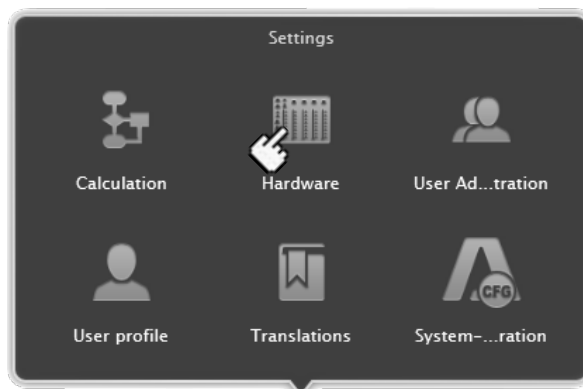 Settings
Calculation Hardware User Ad...tration
CFG
User profile Translations System-...ration